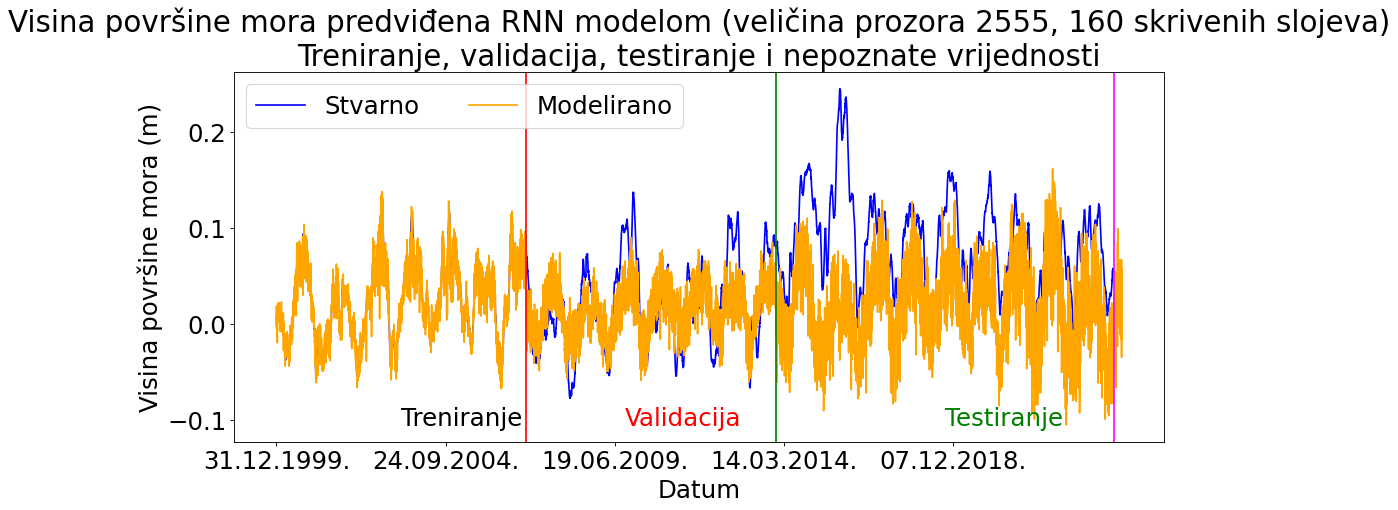 Visina površine mora predviđena RNN modelom (veličina prozora 2555, 160 skrivenih slojeva)
Treniranje, validacija, testiranje i nepoznate vrijednosti
Stvarno Modelirano
Visina površine mora (m)
0.2
0.1
0.0
−0.1
Treniranje Validacija Testiranje
31.12.1999. 24.09.2004. 19.06.2009. 14.03.2014. 07.12.2018.
Datum